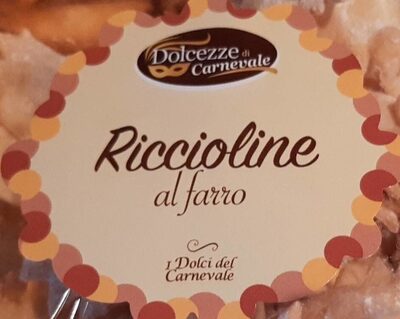 Dolcezze di
Carnevale
Riccioline
al farro
I Dolci del
Carnevale